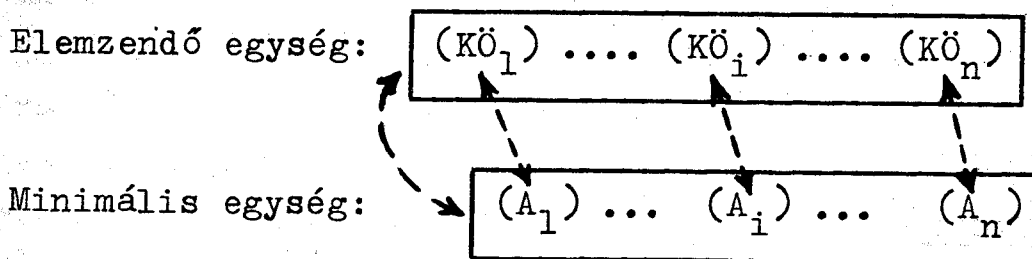 Elemzendő egység: (KÖ₁) .... (KÖᵢ) .... (KÖₙ)
Minimális egység: (A₁) ... (Aᵢ) ... (Aₙ)